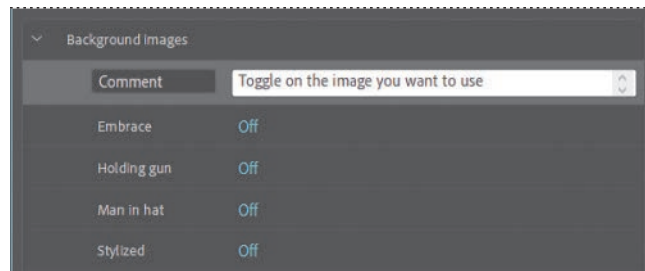 Background Images
Comment Toggle on the image you want to use
Embrace Off
Holding gun Off
Man in hat Off
Stylized Off